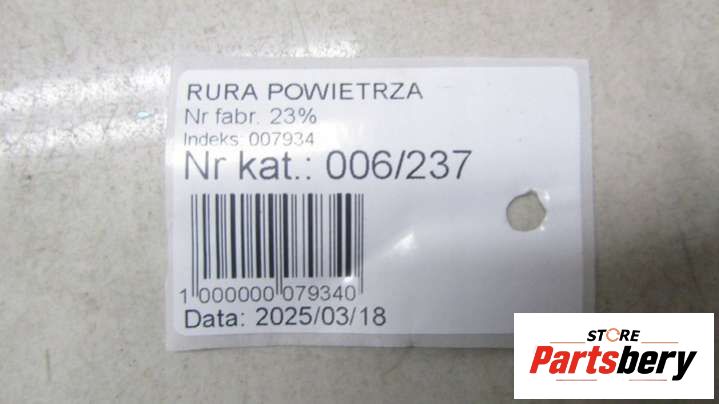 RURA POWIETRZA
Nr fabr. 23%
Indeks: 007934
Nr kat.: 006/237
1 000000 079340
Data: 2025/03/18
STORE
Partsbery